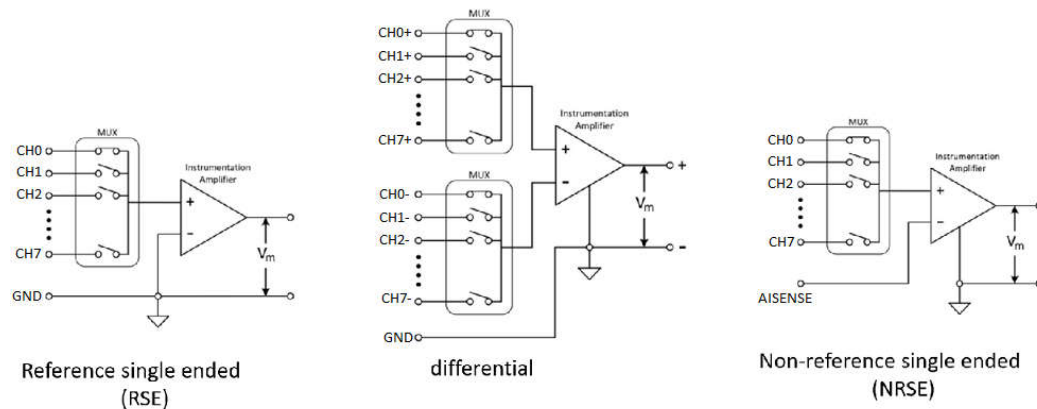 MUX
CH0
CH1
CH2
CH7
GND
Instrumentation
Amplifier
+
-
Vm
Reference single ended
(RSE)
MUX
CH0+
CH1+
CH2+
CH7+
MUX
CH0-
CH1-
CH2-
CH7-
GND
Instrumentation
Amplifier
+
-
+
Vm
-
differential
MUX
CH0
CH1
CH2
CH7
AISENSE
Instrumentation
Amplifier
+
-
Vm
Non-reference single ended
(NRSE)